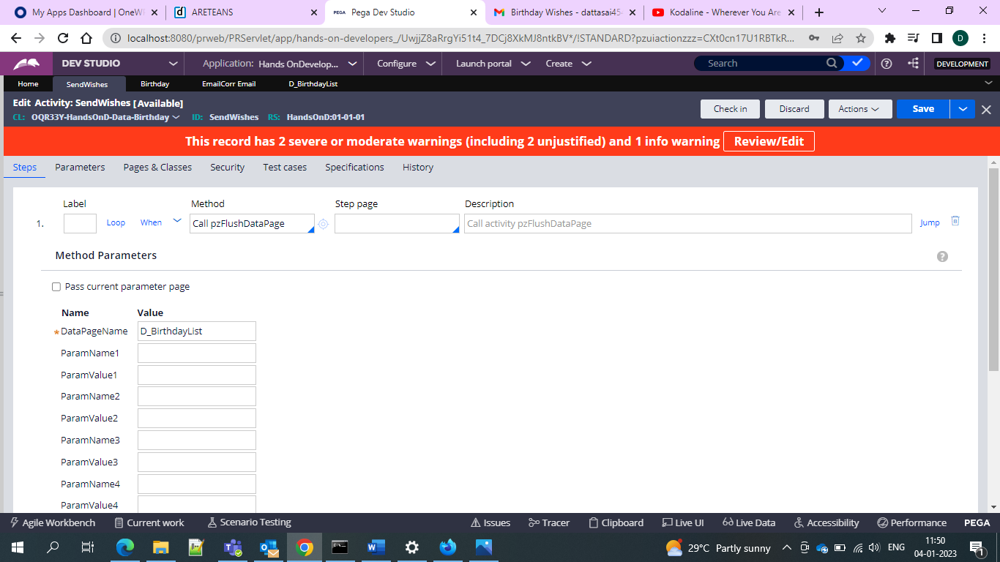 My Apps Dashboard | OneW
ARETEANS
PEGA Pega Dev Studio
Birthday Wishes - dattasai45
Kodaline - Wherever You Are
localhost:8080/prweb/PRServlet/app/hands-on-developers_/UwjjZ8aRrgYi51t4_7DCj8XkMJ8ntkBV*/!STANDARD?pzuiactionzzz=CXt0cn17U1RBTkR...
D
DEV STUDIO
Application: Hands OnDevelop...
Configure
Launch portal
Create
Search
DEVELOPMENT
Home
SendWishes
Birthday
EmailCorr Email
D_BirthdayList
Edit Activity: SendWishes [Available]
CL: OQR33Y-HandsOnD-Data-Birthday ID: SendWishes RS: HandsOnD:01-01-01
Check in
Discard
Actions
Save
This record has 2 severe or moderate warnings (including 2 unjustified) and 1 info warning
Review/Edit
Steps
Parameters
Pages & Classes
Security
Test cases
Specifications
History
Label
Method
Step page
Description
1.
Loop
When
Call pzFlushDataPage
Call activity pzFlushDataPage
Jump
Method Parameters
?
Pass current parameter page
Name Value
* DataPageName D_BirthdayList
ParamName1
ParamValue1
ParamName2
ParamValue2
ParamName3
ParamValue3
ParamName4
ParamValue4
Agile Workbench
Current work
Scenario Testing
Issues
Tracer
Clipboard
Live UI
Live Data
Accessibility
Performance
PEGA
29°C Partly sunny
ENG
11:50
04-01-2023
1